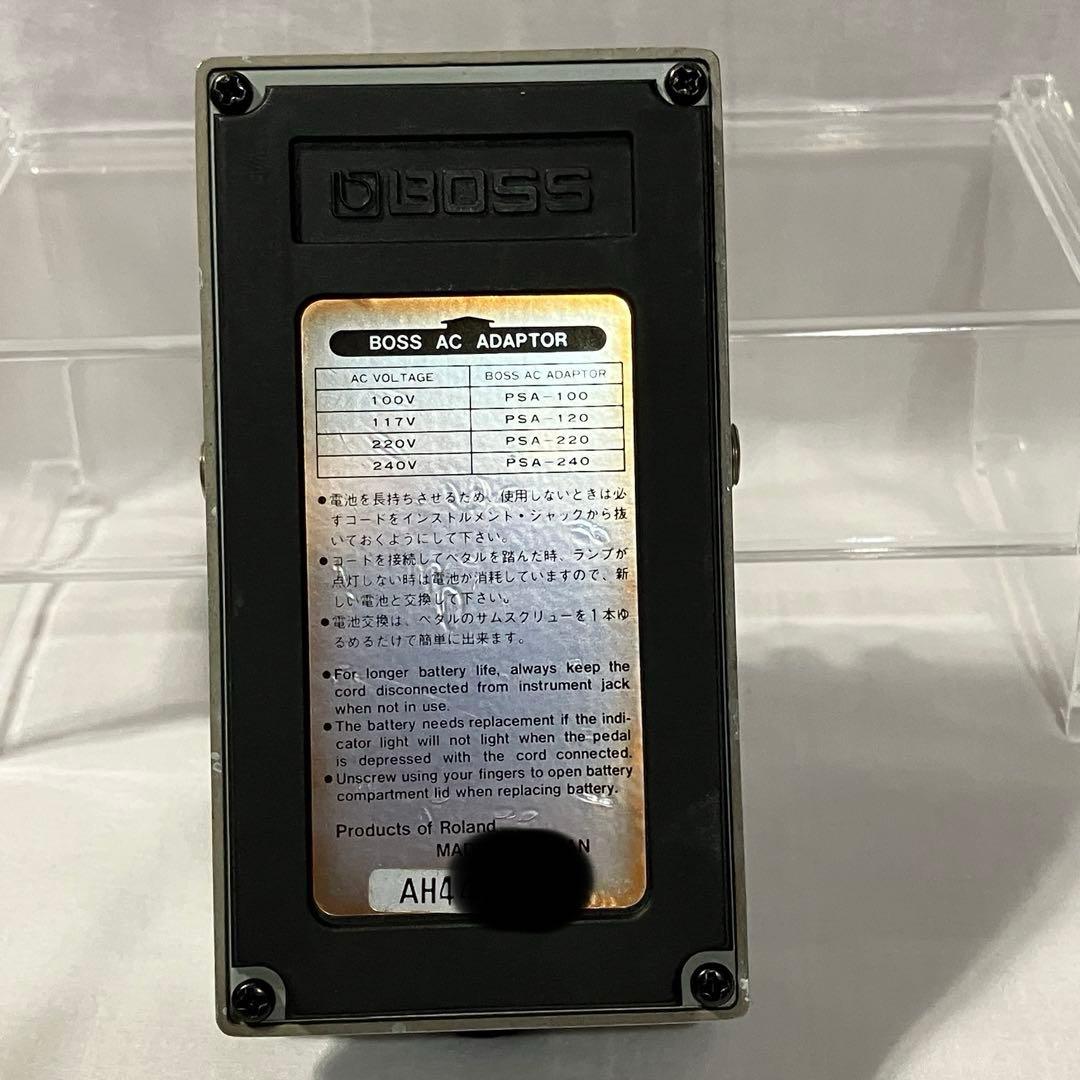 BOSS
BOSS AC ADAPTOR
AC VOLTAGE BOSS AC ADAPTOR
100V PSA-100
117V PSA-120
220V PSA-220
240V PSA-240
●電池を長持ちさせるため、使用しないときは必
ずコードをインストルメント・ジャックから抜
いておくようにして下さい。
●コードを接続してペダルを踏んだ時、ランプが
点灯しない時は電池が消耗していますので、新
しい電池と交換して下さい。
●電池交換は、ペダルのサムスクリューを1本ゆ
るめるだけで簡単に出来ます。
●For longer battery life, always keep the
cord disconnected from instrument jack
when not in use.
●The battery needs replacement if the indi-
cator light will not light when the pedal
is depressed with the cord connected.
●Unscrew using your fingers to open battery
compartment lid when replacing battery.
Products of Roland